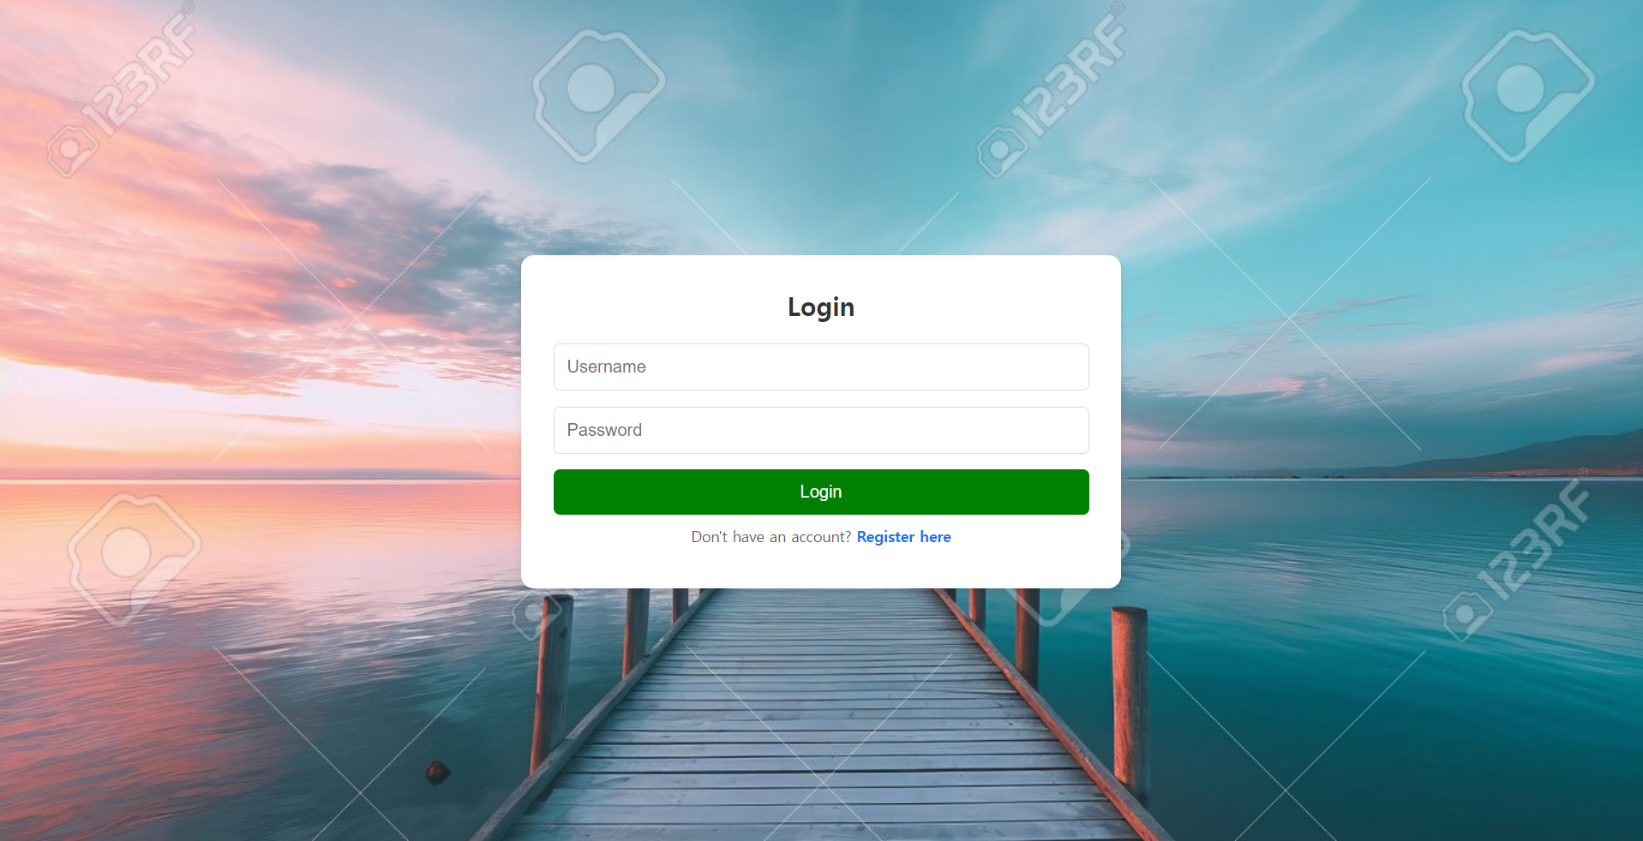 123RF
123RF
Login
Username
Password
Login
Don't have an account? Register here
123RF